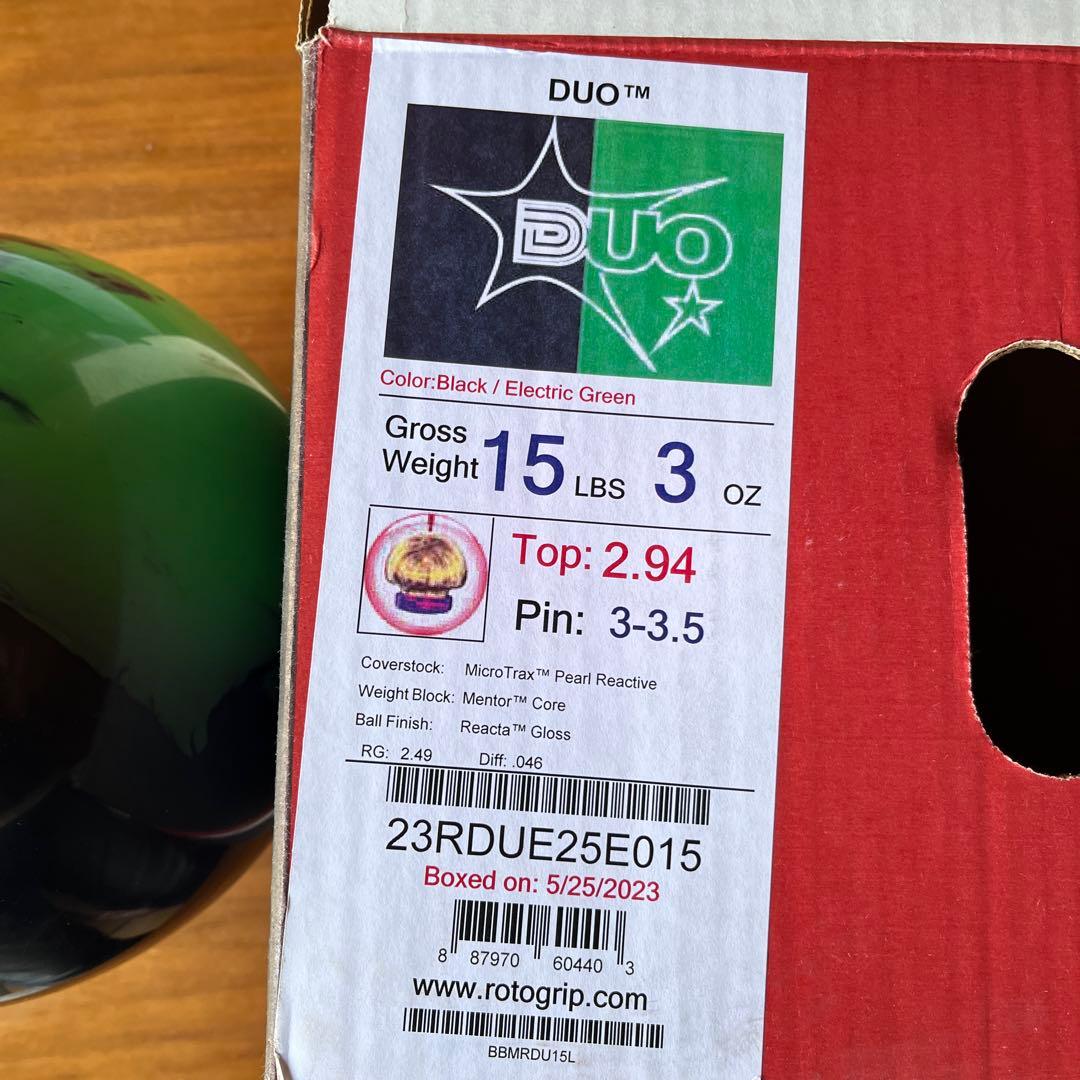 DUO™
DUO
Color:Black / Electric Green
Gross Weight 15 LBS 3 OZ
Top: 2.94
Pin: 3-3.5
Coverstock: MicroTrax™ Pearl Reactive
Weight Block: Mentor™ Core
Ball Finish: Reacta™ Gloss
RG: 2.49 Diff: .046
23RDUE25E015
Boxed on: 5/25/2023
8 87970 60440 3
www.rotogrip.com
BBMRDU15L